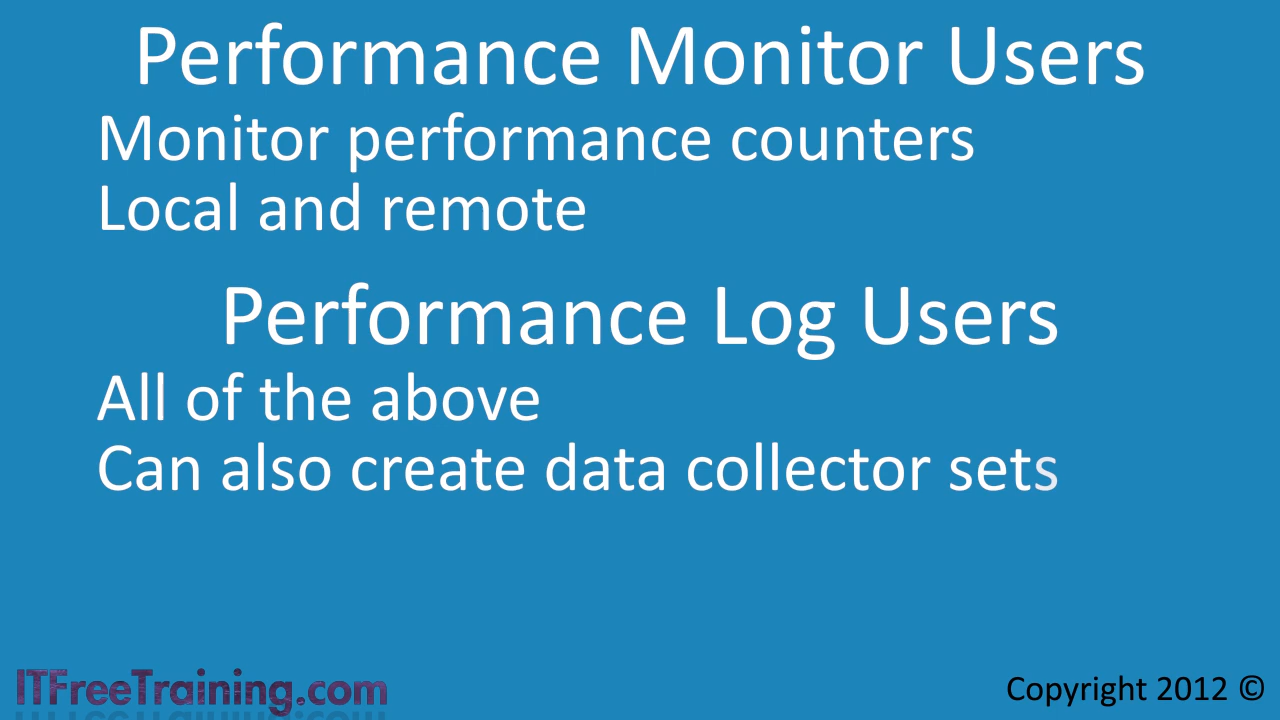 Performance Monitor Users
Monitor performance counters
Local and remote
Performance Log Users
All of the above
Can also create data collector sets
ITFreeTraining.com
Copyright 2012 ©